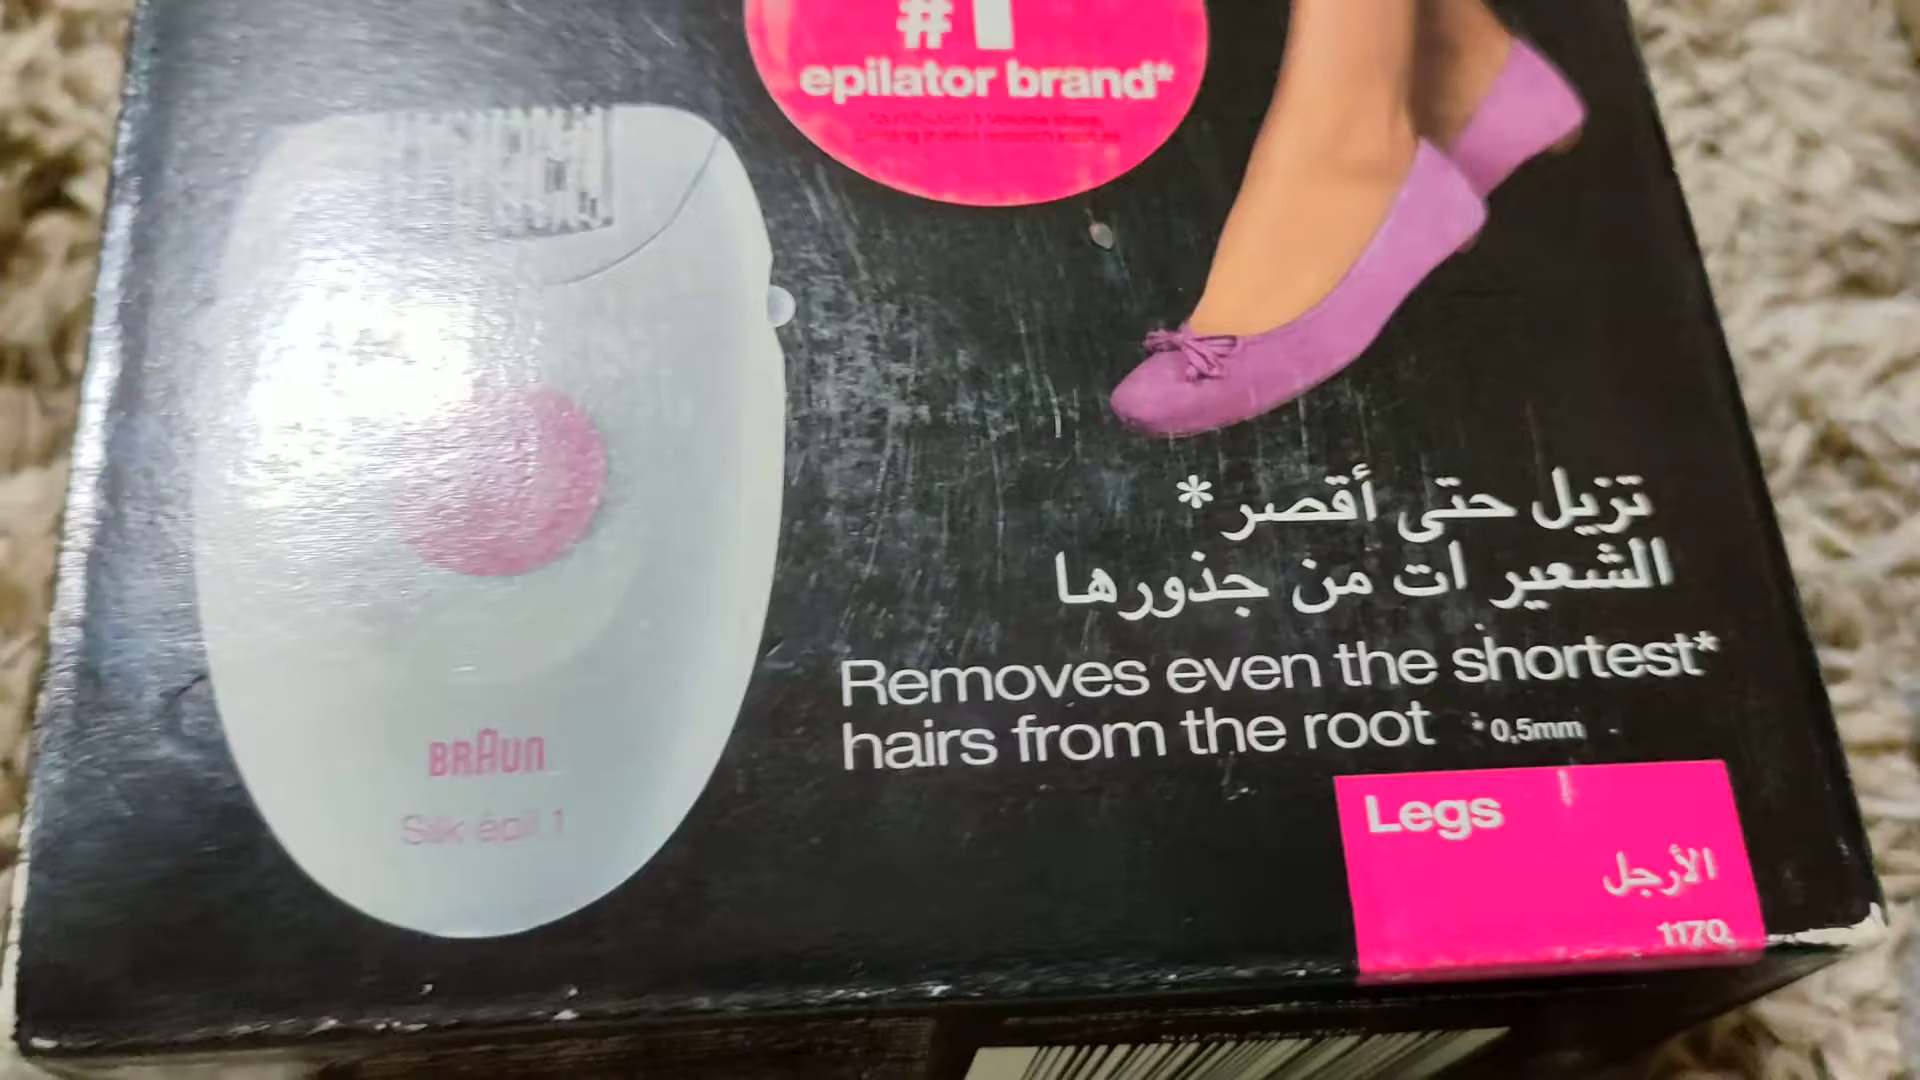 #1
epilator brand*
تزيل حتى أقصر*
الشعير ات من جذورها
Removes even the shortest*
hairs from the root * 0,5mm
BRAUN
Silk épil 1
Legs
الأرجل
1170